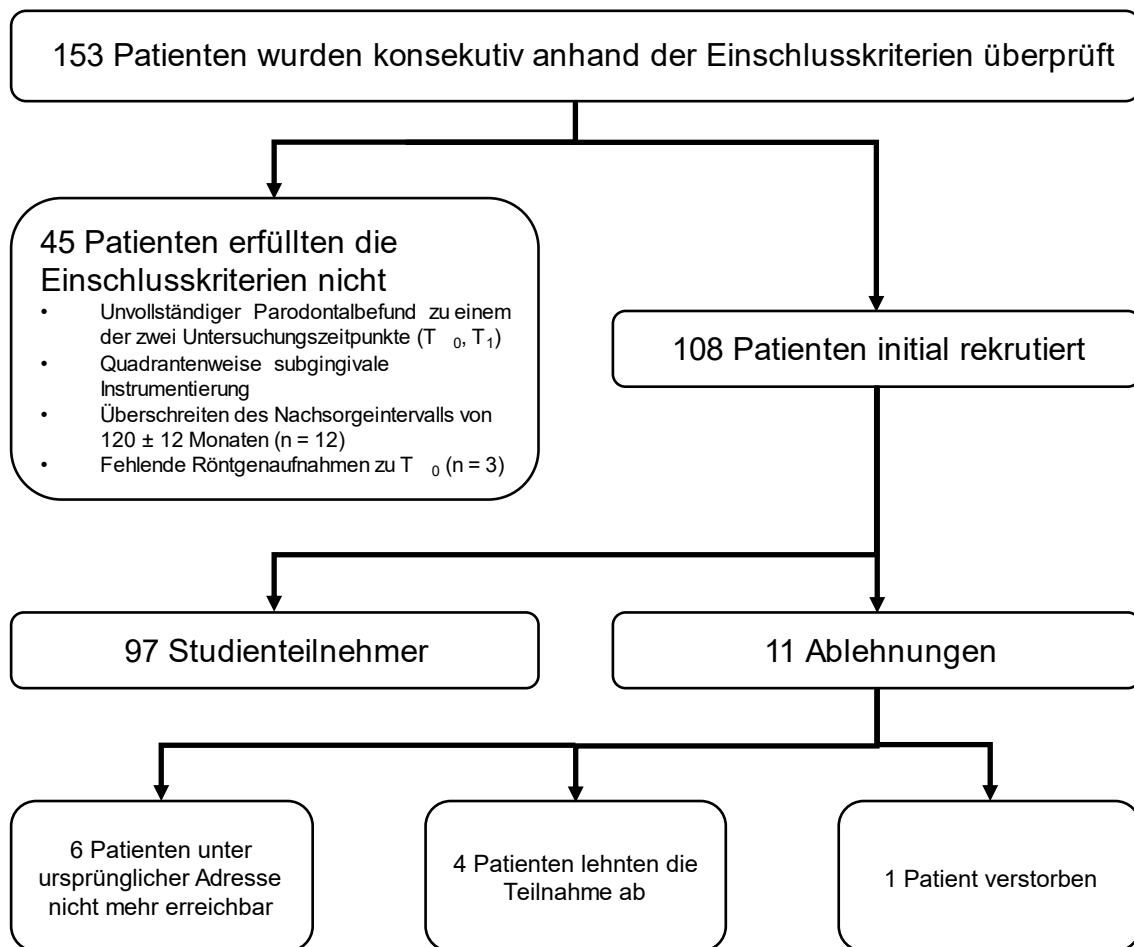 153 Patienten wurden konsekutiv anhand der Einschlusskriterien überprüft
45 Patienten erfüllten die
Einschlusskriterien nicht
• Unvollständiger Parodontalbefund zu einem
der zwei Untersuchungszeitpunkte (T₀, T₁)
• Quadrantenweise subgingivale
Instrumentierung
• Überschreiten des Nachsorgeintervalls von
120 ± 12 Monaten (n = 12)
• Fehlende Röntgenaufnahmen zu T₀ (n = 3)
108 Patienten initial rekrutiert
97 Studienteilnehmer
11 Ablehnungen
6 Patienten unter
ursprünglicher Adresse
nicht mehr erreichbar
4 Patienten lehnten die
Teilnahme ab
1 Patient verstorben